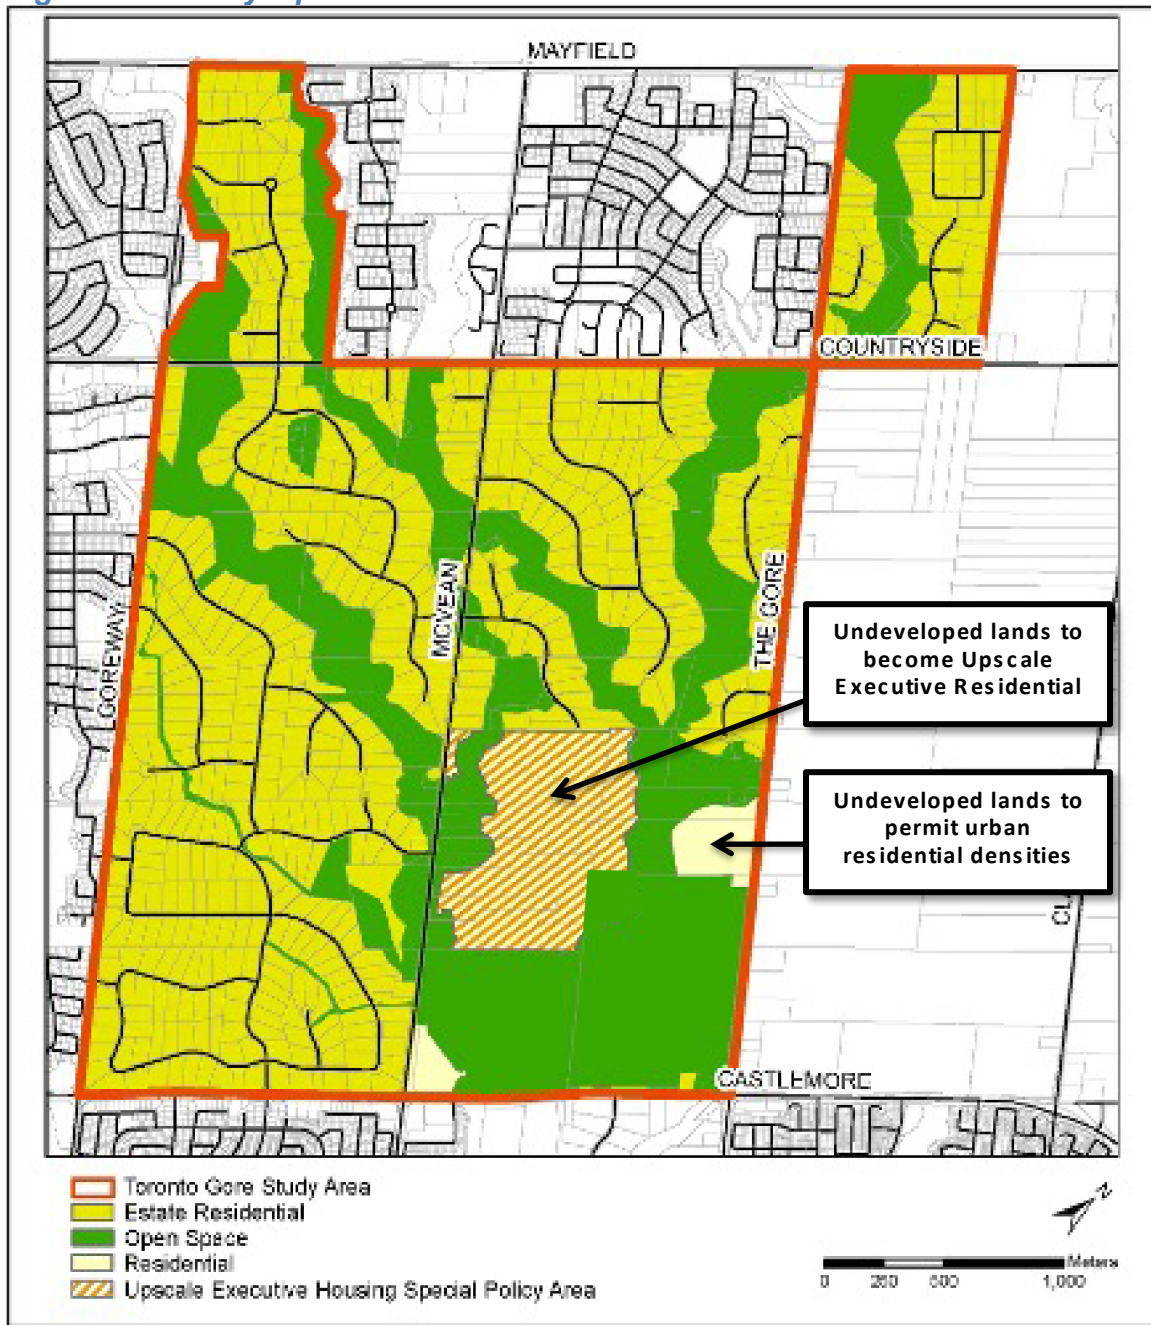 MAYFIELD
COUNTRYSIDE
GOREWAY
MCVEAN
THE GORE
Undeveloped lands to
become Upscale
Executive Residential
Undeveloped lands to
permit urban
residential densities
CASTLEMORE
Toronto Gore Study Area
Estate Residential
Open Space
Residential
Upscale Executive Housing Special Policy Area
Z
Meters
0 250 500 1,000